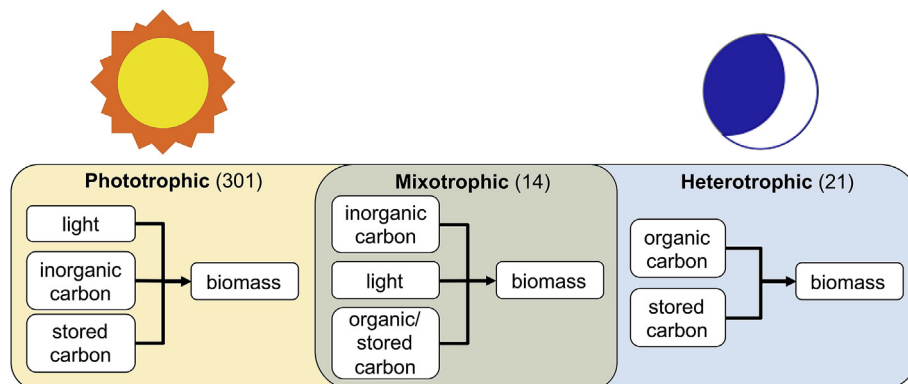 Phototrophic (301)
light
inorganic
carbon
stored
carbon
biomass
Mixotrophic (14)
inorganic
carbon
light
organic/
stored
carbon
biomass
Heterotrophic (21)
organic
carbon
stored
carbon
biomass